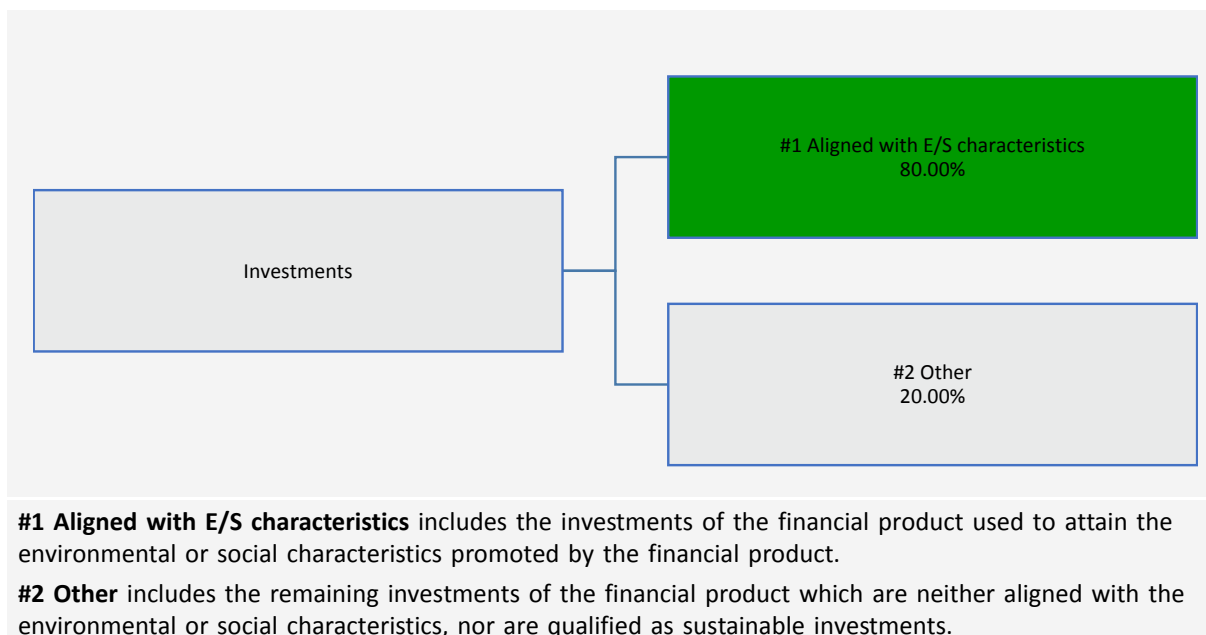 #1 Aligned with E/S characteristics
80.00%
Investments
#2 Other
20.00%
#1 Aligned with E/S characteristics includes the investments of the financial product used to attain the
environmental or social characteristics promoted by the financial product.
#2 Other includes the remaining investments of the financial product which are neither aligned with the
environmental or social characteristics, nor are qualified as sustainable investments.